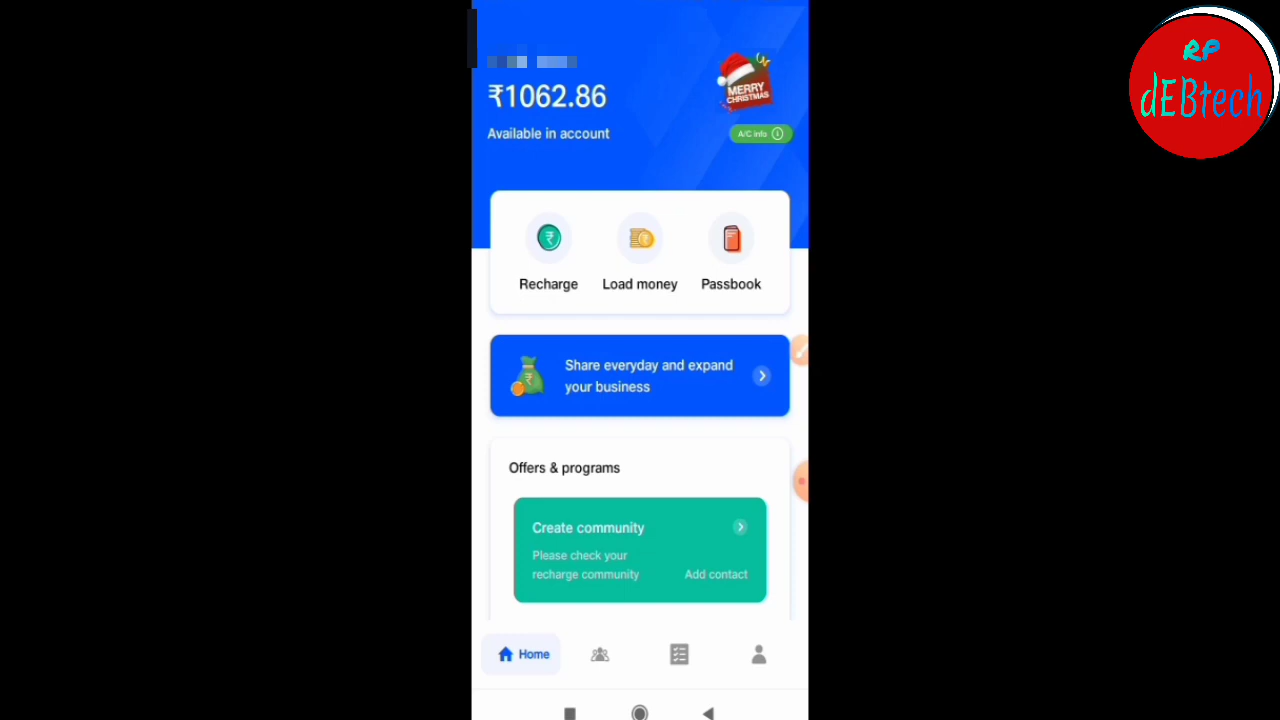 RP
dEBtech
₹1062.86
MERRY
CHRISTMAS
Available in account
A/C info
Recharge
Load money
Passbook
Share everyday and expand
your business
Offers & programs
Create community
Please check your
recharge community
Add contact
Home